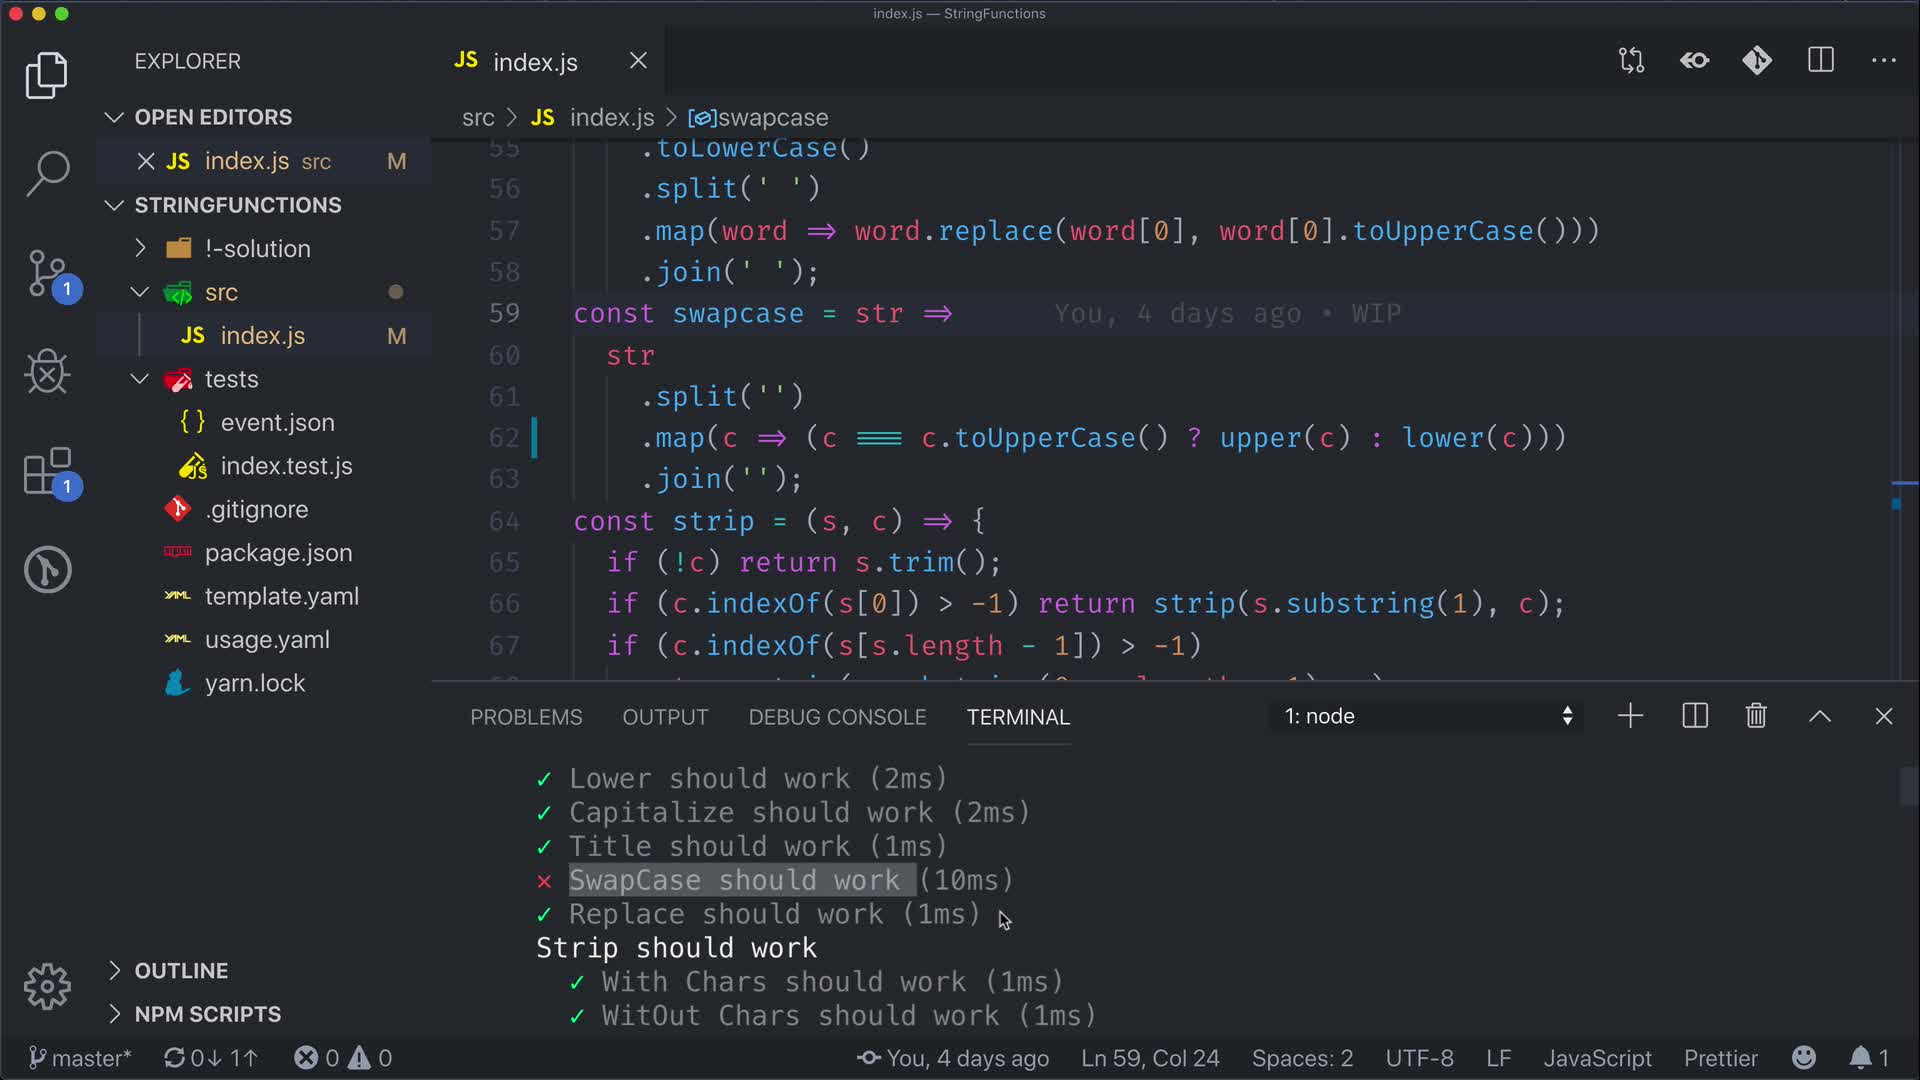 index.js — StringFunctions
EXPLORER
JS index.js
OPEN EDITORS
src > JS index.js > swapcase
JS index.js src M
STRINGFUNCTIONS
!-solution
src
JS index.js M
tests
{ } event.json
index.test.js
.gitignore
package.json
template.yaml
usage.yaml
yarn.lock
55 .toLowerCase()
56 .split(' ')
57 .map(word => word.replace(word[0], word[0].toUpperCase()))
58 .join(' ');
59 const swapcase = str => You, 4 days ago • WIP
60 str
61 .split('')
62 .map(c => (c === c.toUpperCase() ? upper(c) : lower(c)))
63 .join('');
64 const strip = (s, c) => {
65 if (!c) return s.trim();
66 if (c.indexOf(s[0]) > -1) return strip(s.substring(1), c);
67 if (c.indexOf(s[s.length - 1]) > -1)
PROBLEMS OUTPUT DEBUG CONSOLE TERMINAL 1: node
✓ Lower should work (2ms)
✓ Capitalize should work (2ms)
✓ Title should work (1ms)
✕ SwapCase should work (10ms)
✓ Replace should work (1ms)
Strip should work
✓ With Chars should work (1ms)
✓ WitOut Chars should work (1ms)
1
1
OUTLINE
NPM SCRIPTS
master* 0↓ 1↑ 0 0 You, 4 days ago Ln 59, Col 24 Spaces: 2 UTF-8 LF JavaScript Prettier 1